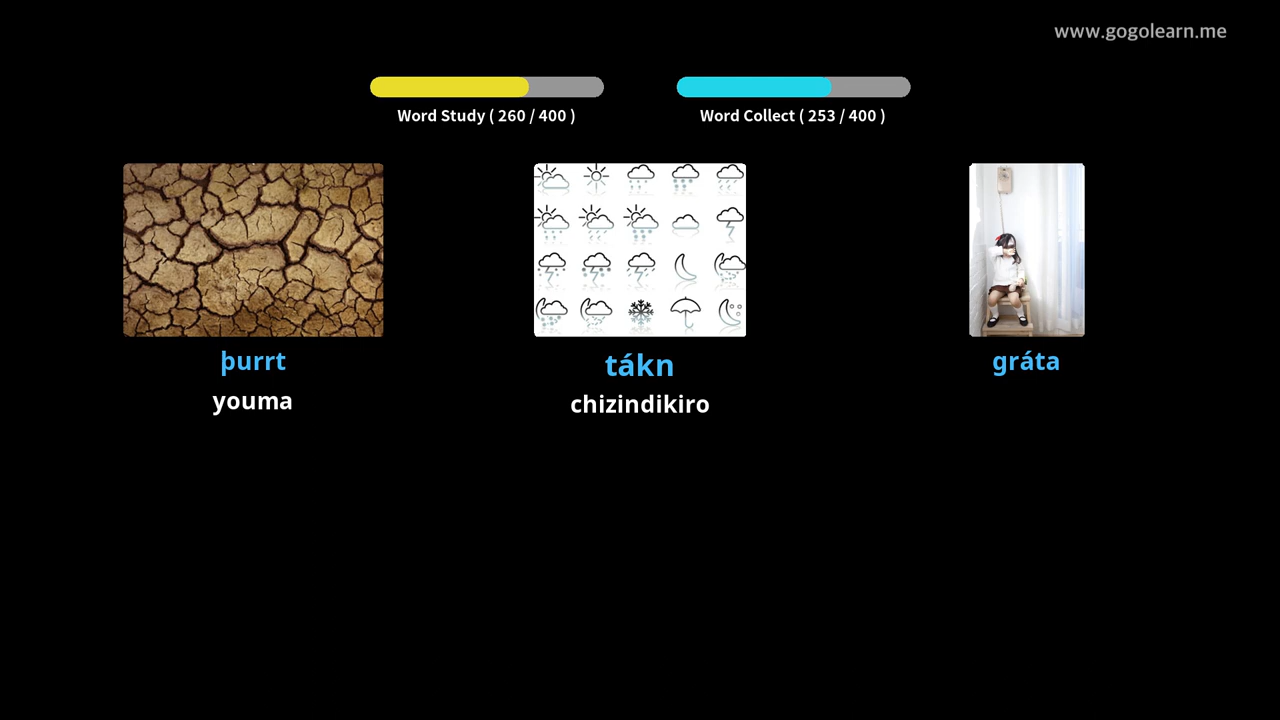 www.gogolearn.me
Word Study ( 260 / 400 )
Word Collect ( 253 / 400 )
þurrt
youma
tákn
chizindikiro
gráta